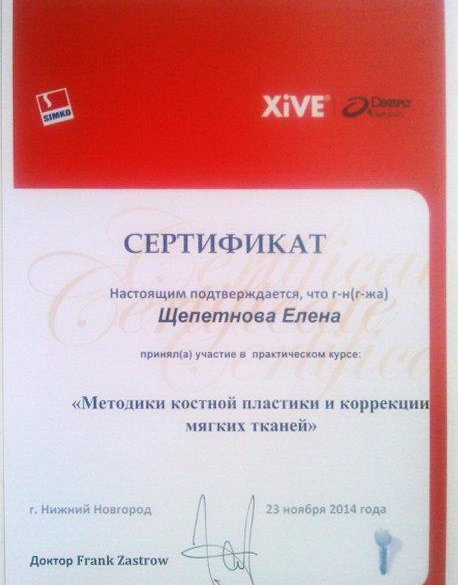 SIMKO
XiVE®
DENTSPLY
СЕРТИФИКАТ
Настоящим подтверждается, что г-н(г-жа)
Щепетнова Елена
принял(а) участие в практическом курсе:
«Методики костной пластики и коррекции
мягких тканей»
г. Нижний Новгород
23 ноября 2014 года
Доктор Frank Zastrow